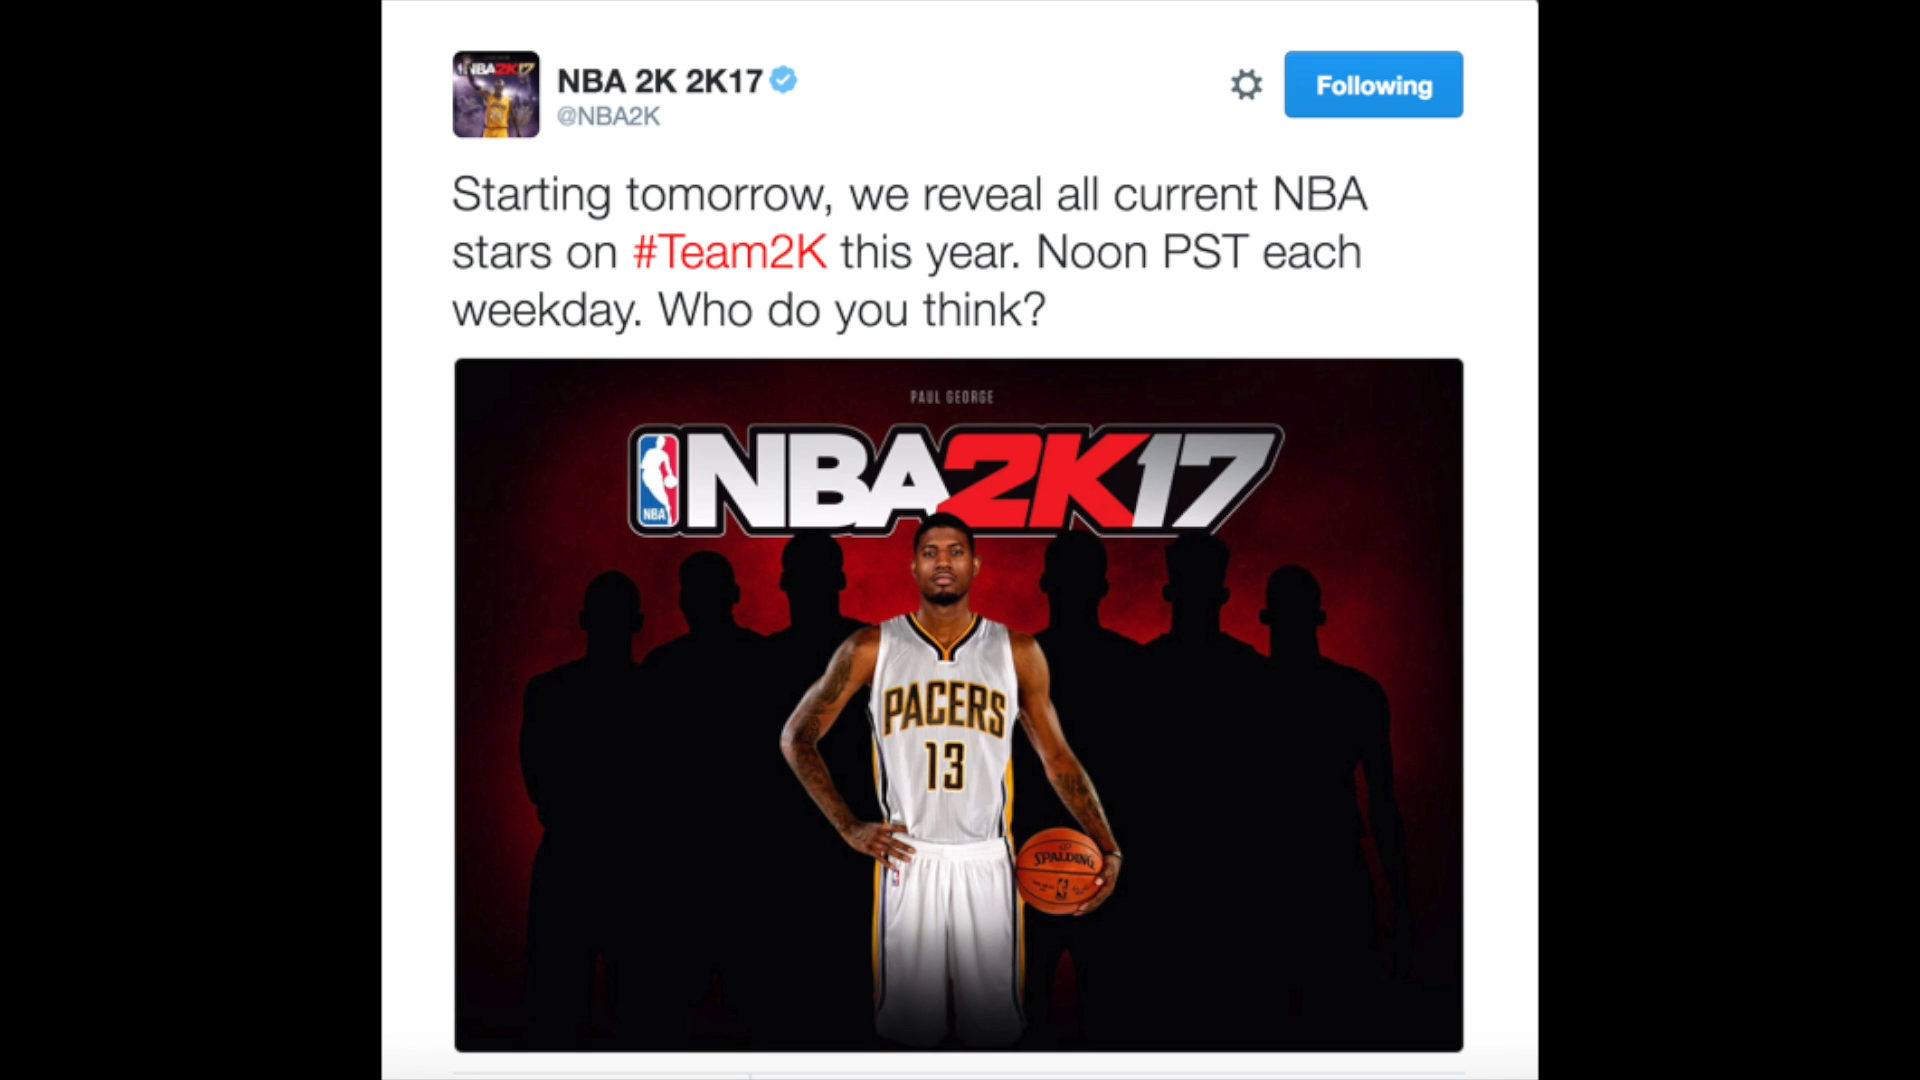 NBA2K17
NBA 2K 2K17
@NBA2K
Following
Starting tomorrow, we reveal all current NBA
stars on #Team2K this year. Noon PST each
weekday. Who do you think?
PAUL GEORGE
NBA
NBA2K17
PACERS
13
SPALDING